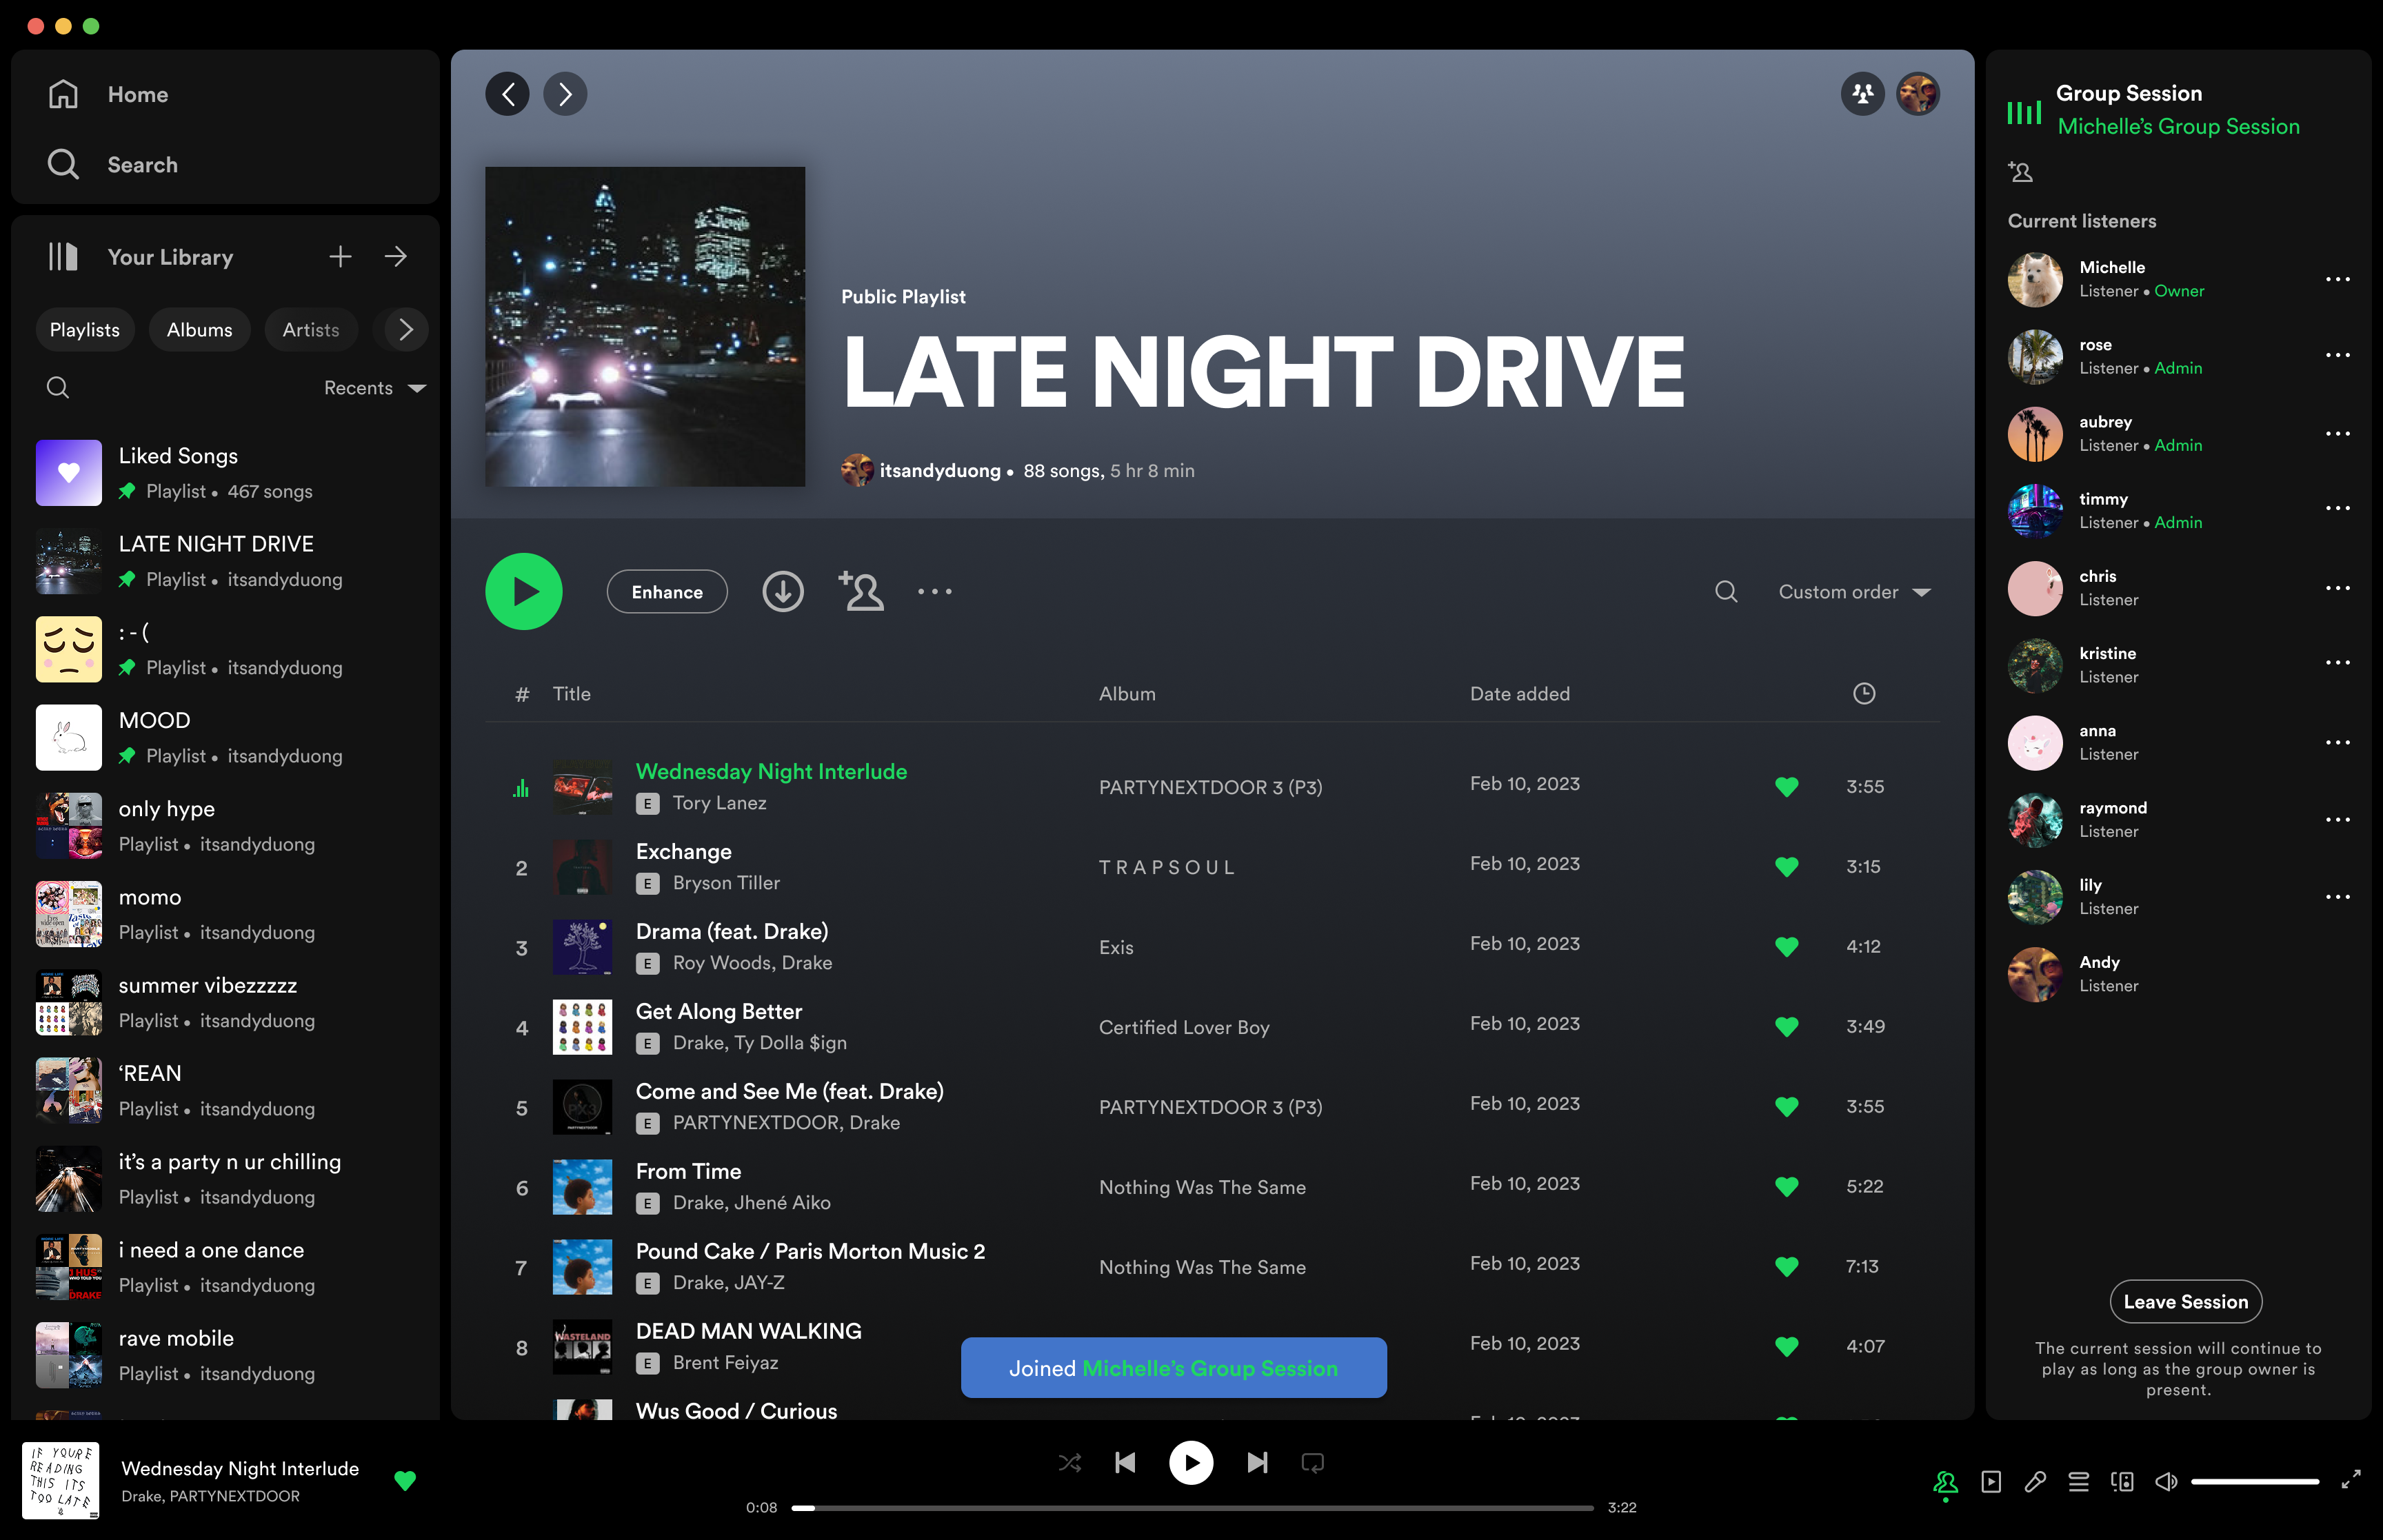 Home
Search
Your Library
Playlists
Albums
Artists
Recents
Liked Songs
Playlist • 467 songs
LATE NIGHT DRIVE
Playlist • itsandyduong
: - (
Playlist • itsandyduong
MOOD
Playlist • itsandyduong
only hype
Playlist • itsandyduong
momo
Playlist • itsandyduong
summer vibezzzzz
Playlist • itsandyduong
‘REAN
Playlist • itsandyduong
it’s a party n ur chilling
Playlist • itsandyduong
i need a one dance
Playlist • itsandyduong
rave mobile
Playlist • itsandyduong
Public Playlist
LATE NIGHT DRIVE
itsandyduong • 88 songs, 5 hr 8 min
Enhance
Custom order
# Title Album Date added
Wednesday Night Interlude
E Tory Lanez
PARTYNEXTDOOR 3 (P3) Feb 10, 2023 3:55
2 Exchange
E Bryson Tiller
T R A P S O U L Feb 10, 2023 3:15
3 Drama (feat. Drake)
E Roy Woods, Drake
Exis Feb 10, 2023 4:12
4 Get Along Better
E Drake, Ty Dolla $ign
Certified Lover Boy Feb 10, 2023 3:49
5 Come and See Me (feat. Drake)
E PARTYNEXTDOOR, Drake
PARTYNEXTDOOR 3 (P3) Feb 10, 2023 3:55
6 From Time
E Drake, Jhené Aiko
Nothing Was The Same Feb 10, 2023 5:22
7 Pound Cake / Paris Morton Music 2
E Drake, JAY-Z
Nothing Was The Same Feb 10, 2023 7:13
WASTELAND
8 DEAD MAN WALKING
E Brent Feiyaz
Feb 10, 2023 4:07
Wus Good / Curious
Joined Michelle’s Group Session
Group Session
Michelle’s Group Session
Current listeners
Michelle
Listener • Owner
rose
Listener • Admin
aubrey
Listener • Admin
timmy
Listener • Admin
chris
Listener
kristine
Listener
anna
Listener
raymond
Listener
lily
Listener
Andy
Listener
Leave Session
The current session will continue to
play as long as the group owner is
present.
IF YOURE
READING
THIS ITS
TOO LATE
Wednesday Night Interlude
Drake, PARTYNEXTDOOR
0:08
3:22